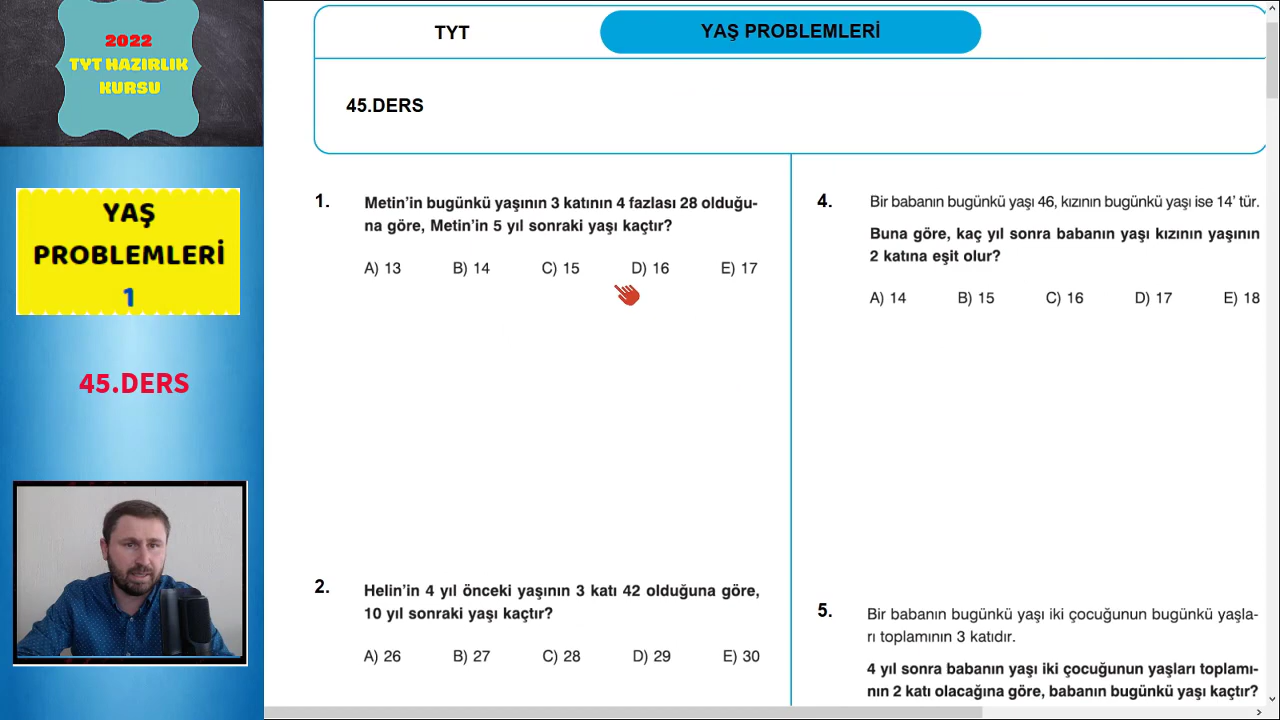 2022
TYT HAZIRLIK
KURSU
YAŞ
PROBLEMLERİ
1
45.DERS
TYT
YAŞ PROBLEMLERİ
45.DERS
1.
Metin'in bugünkü yaşının 3 katının 4 fazlası 28 olduğu-
na göre, Metin'in 5 yıl sonraki yaşı kaçtır?
A) 13 B) 14 C) 15 D) 16 E) 17
2.
Helin'in 4 yıl önceki yaşının 3 katı 42 olduğuna göre,
10 yıl sonraki yaşı kaçtır?
A) 26 B) 27 C) 28 D) 29 E) 30
4.
Bir babanın bugünkü yaşı 46, kızının bugünkü yaşı ise 14' tür.
Buna göre, kaç yıl sonra babanın yaşı kızının yaşının
2 katına eşit olur?
A) 14 B) 15 C) 16 D) 17 E) 18
5.
Bir babanın bugünkü yaşı iki çocuğunun bugünkü yaşla-
rı toplamının 3 katıdır.
4 yıl sonra babanın yaşı iki çocuğunun yaşları toplamı-
nın 2 katı olacağına göre, babanın bugünkü yaşı kaçtır?